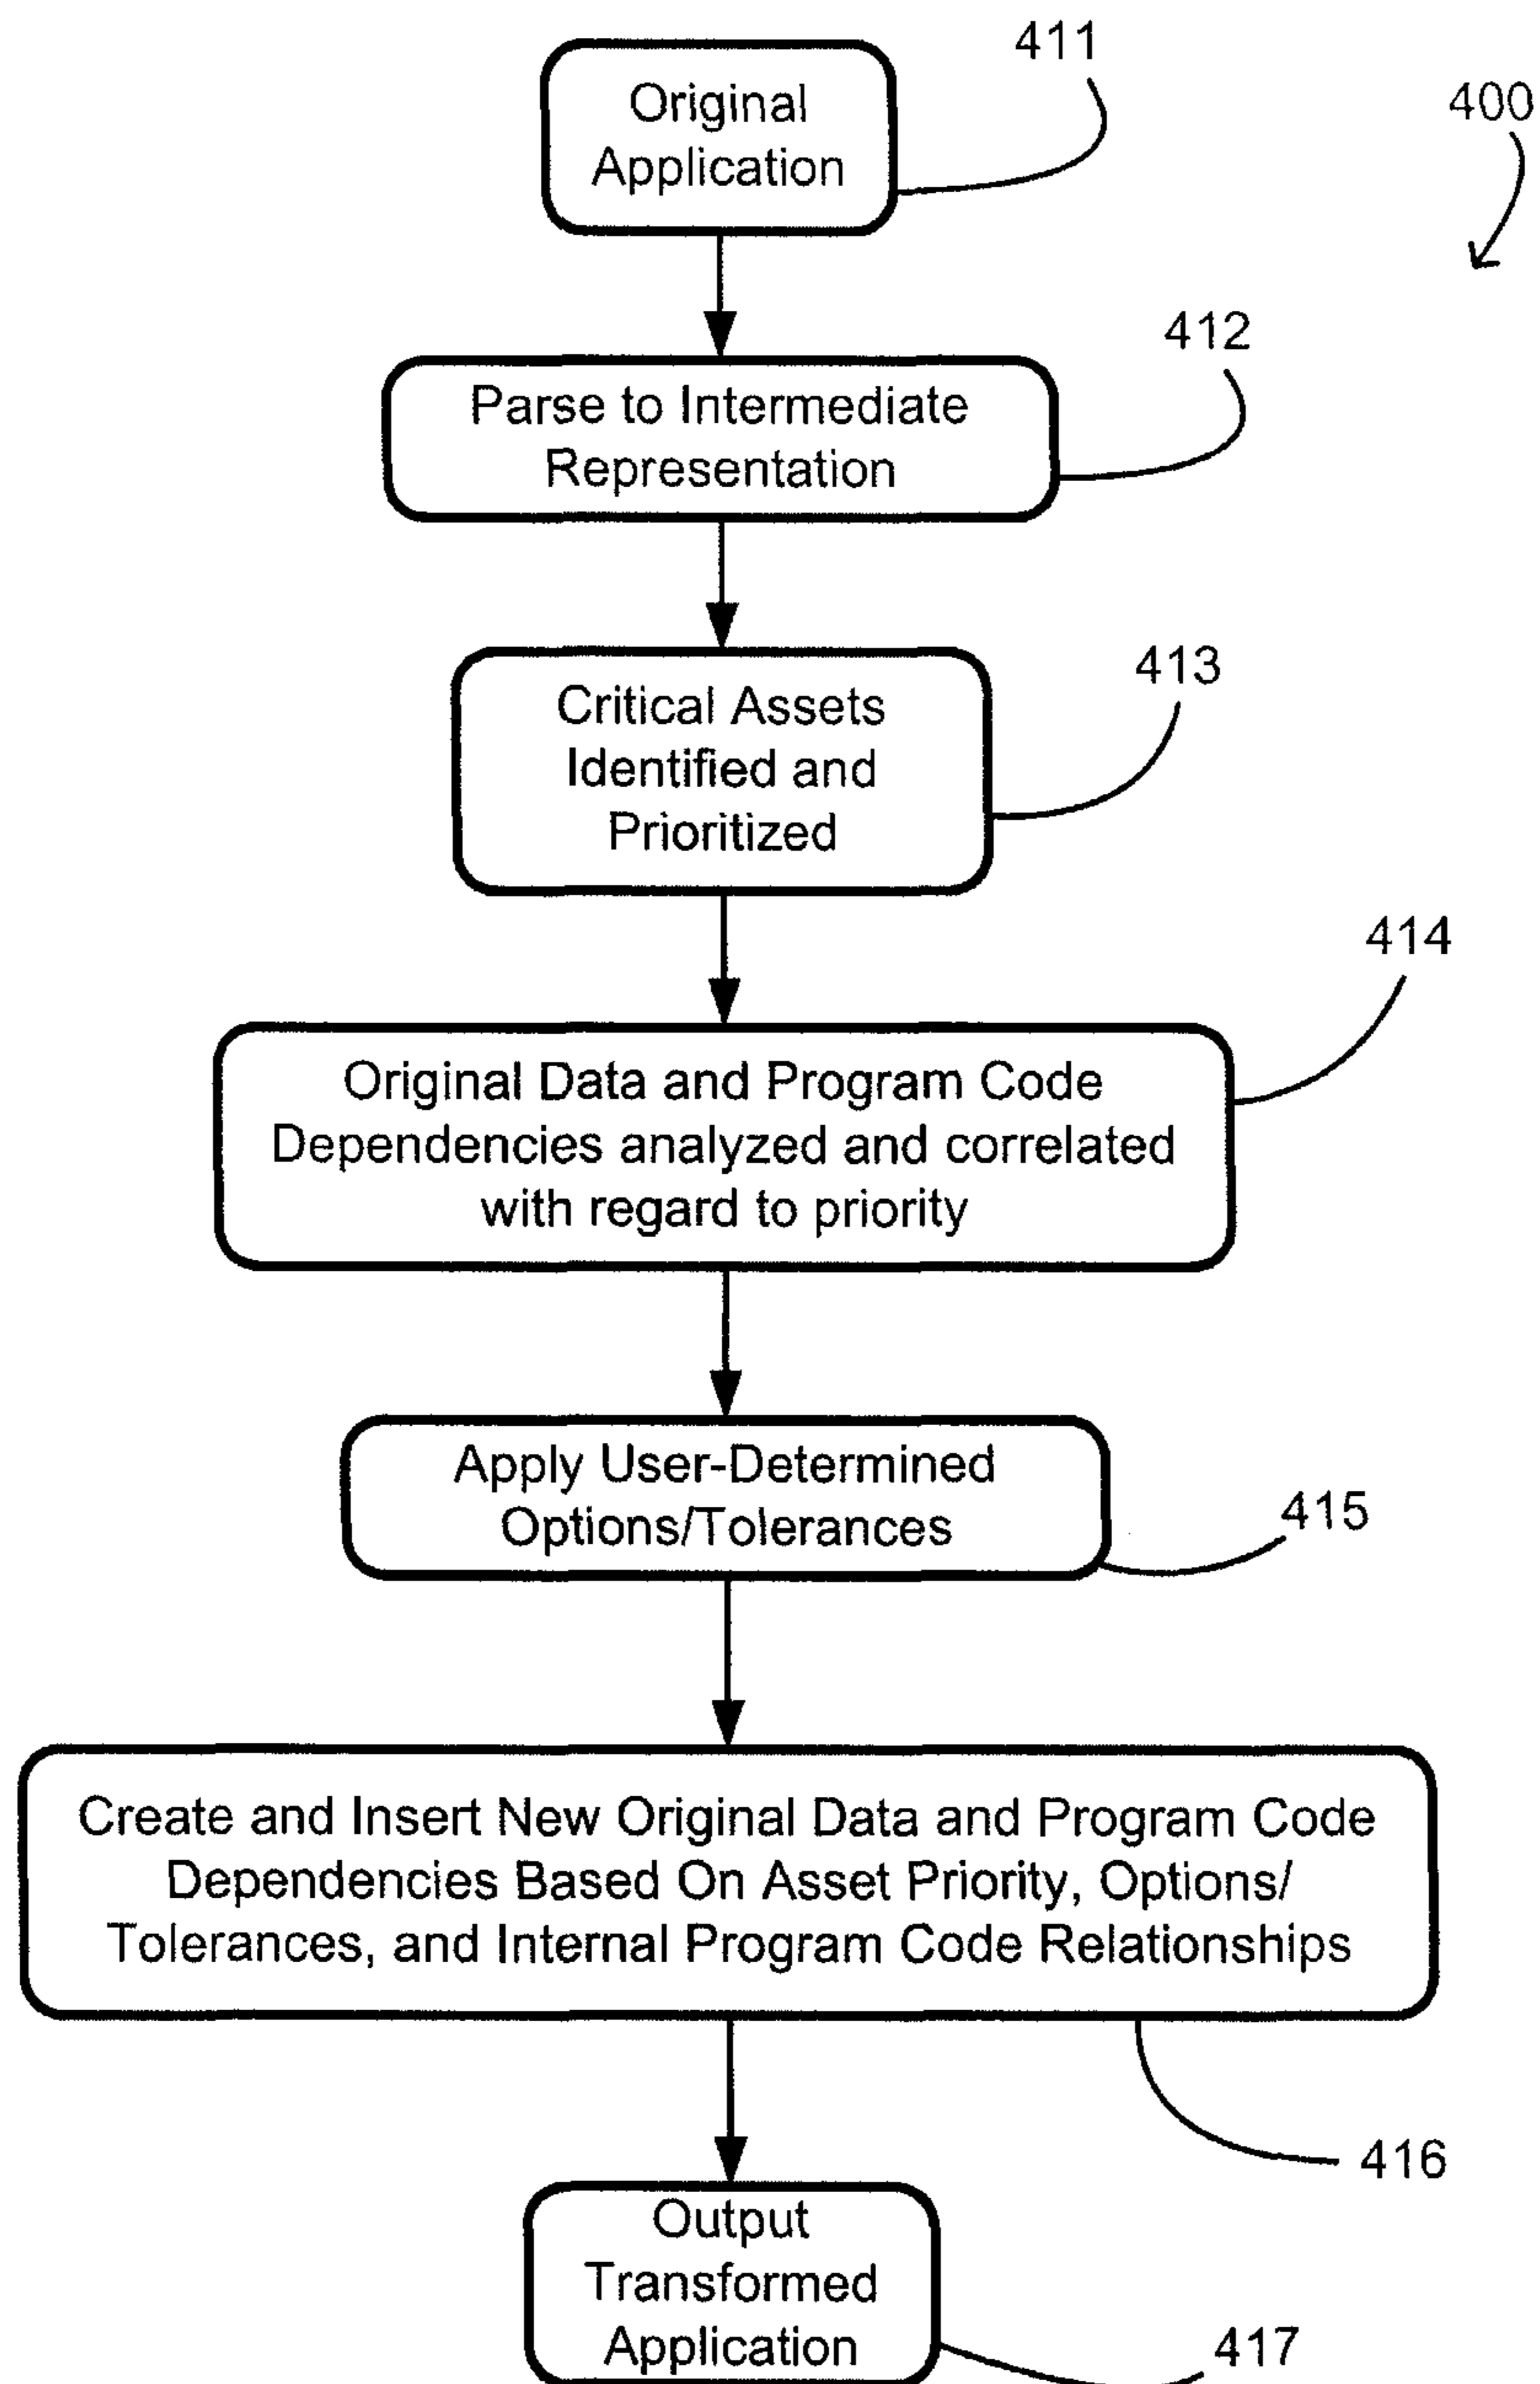 411
Original
Application
400
412
Parse to Intermediate
Representation
413
Critical Assets
Identified and
Prioritized
414
Original Data and Program Code
Dependencies analyzed and correlated
with regard to priority
Apply User-Determined
Options/Tolerances
415
Create and Insert New Original Data and Program Code
Dependencies Based On Asset Priority, Options/
Tolerances, and Internal Program Code Relationships
416
Output
Transformed
Application
417